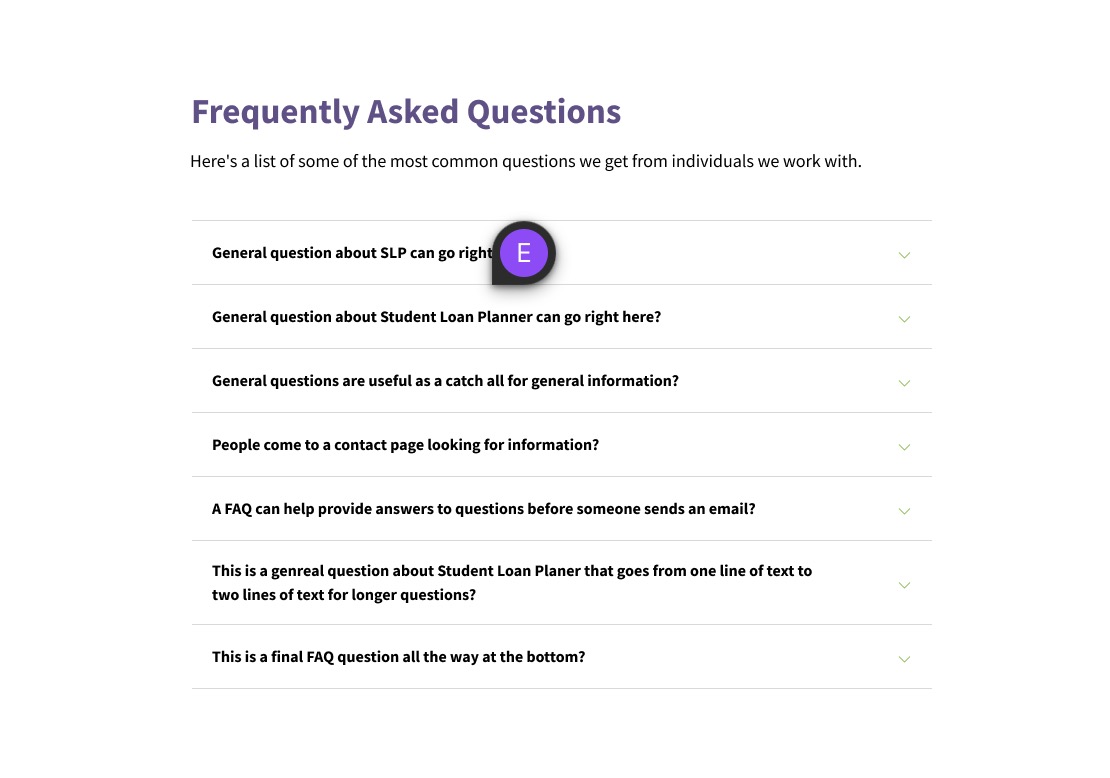 Frequently Asked Questions
Here's a list of some of the most common questions we get from individuals we work with.
General question about SLP can go right
E
General question about Student Loan Planner can go right here?
General questions are useful as a catch all for general information?
People come to a contact page looking for information?
A FAQ can help provide answers to questions before someone sends an email?
This is a genreal question about Student Loan Planer that goes from one line of text to
two lines of text for longer questions?
This is a final FAQ question all the way at the bottom?